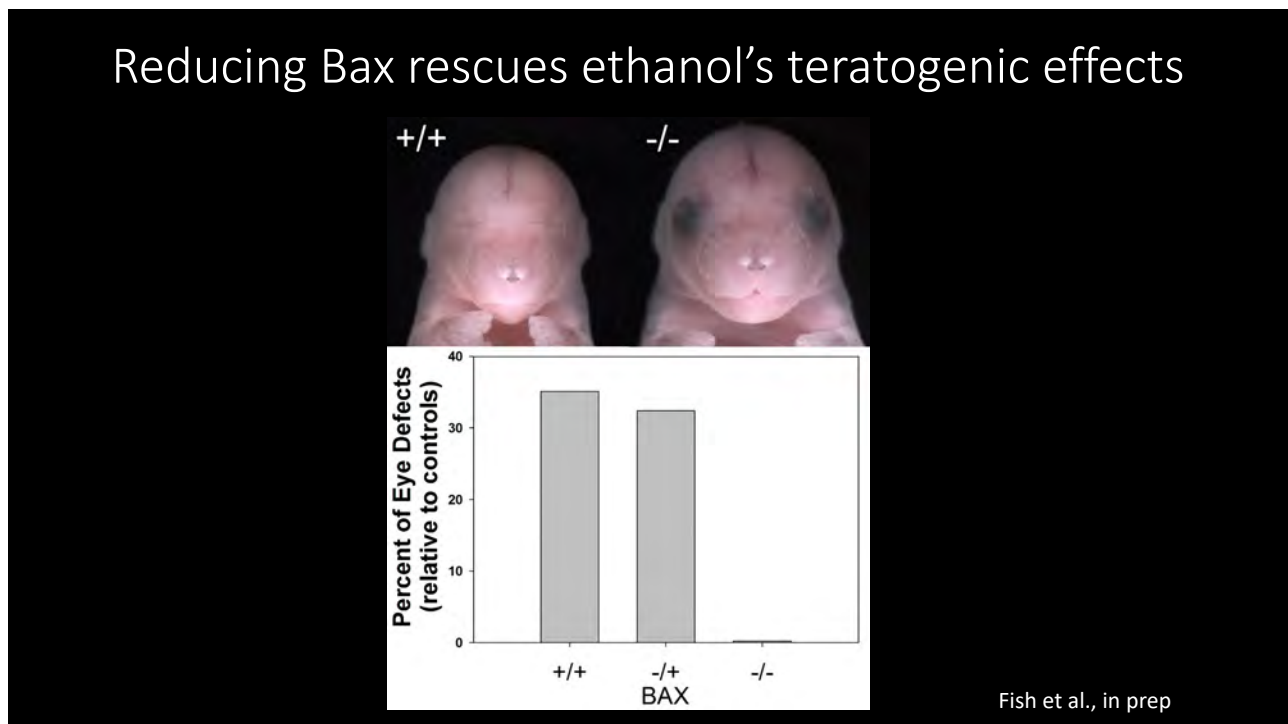 Reducing Bax rescues ethanol’s teratogenic effects
+/+ -/-
Percent of Eye Defects
(relative to controls)
40
30
20
10
0
+/+ -/+ -/-
BAX
Fish et al., in prep